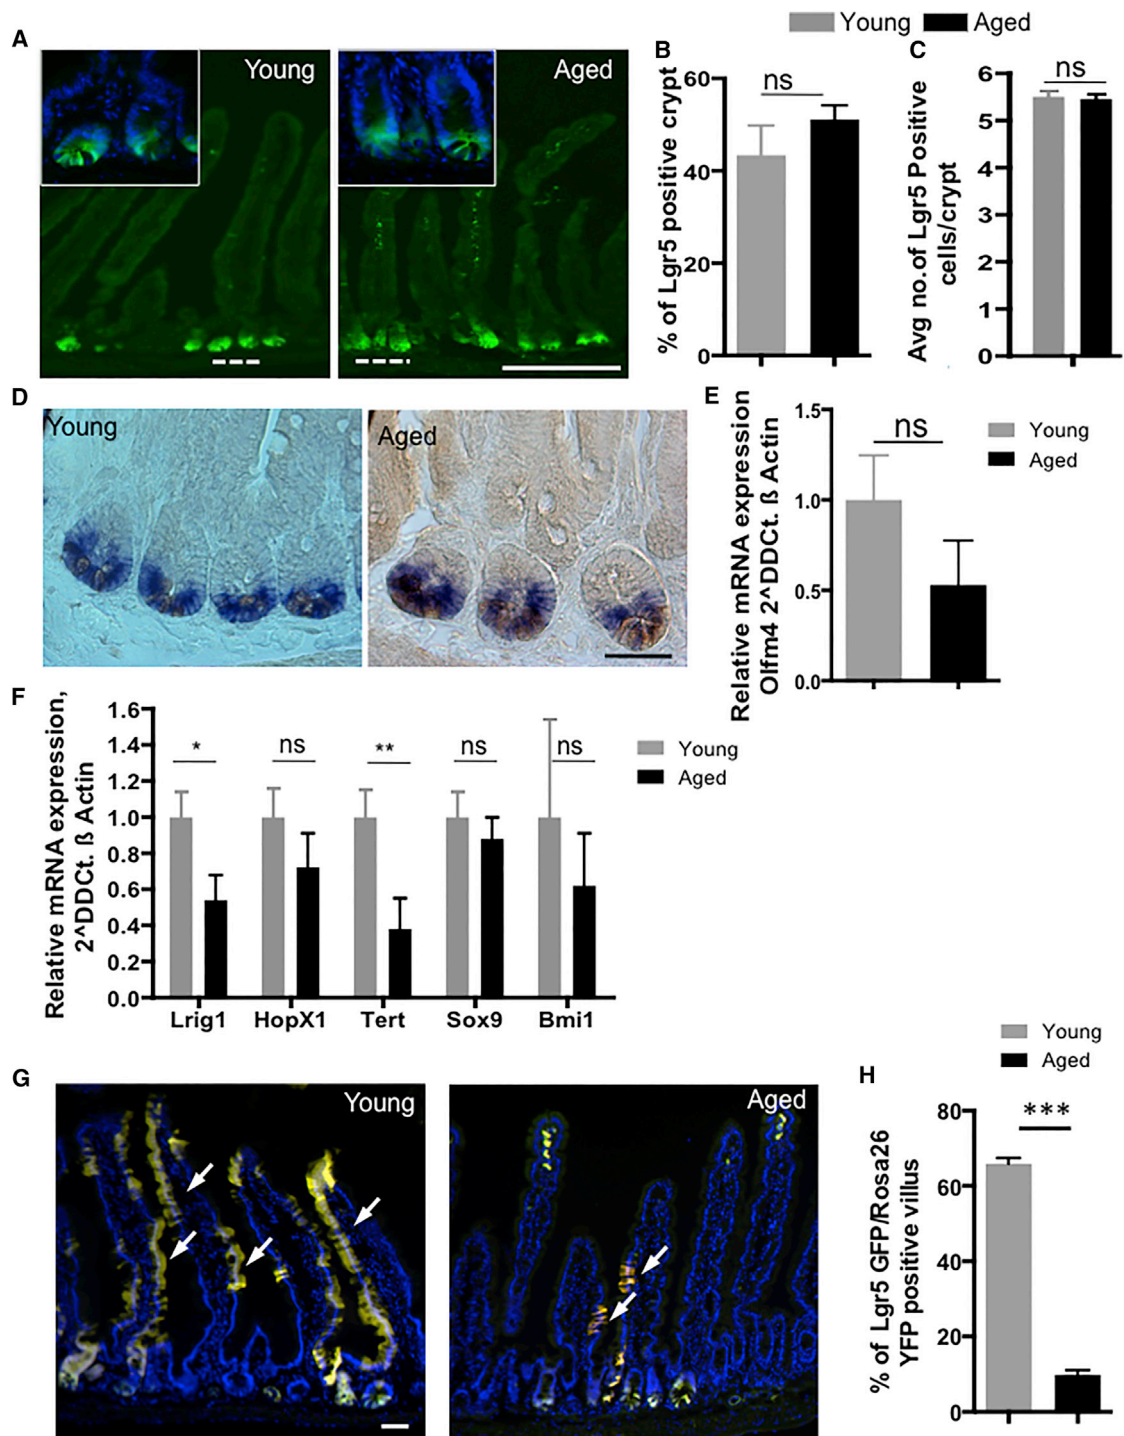 Young Aged
A
Young
Aged
B
ns
% of Lgr5 positive crypt
60
40
20
0
C
ns
Avg no.of Lgr5 Positive
cells/crypt
6
5
4
3
2
1
0
D
Young
Aged
E
ns
Relative mRNA expression
Olfm4 2^DDCt. ß Actin
1.5
1.0
0.5
0.0
Young
Aged
F
Relative mRNA expression,
2^DDCt. ß Actin
1.6
1.4
1.2
1.0
0.8
0.6
0.4
0.2
0.0
* ns ** ns ns
Lrig1 HopX1 Tert Sox9 Bmi1
Young
Aged
G
Young
Aged
H
Young
Aged
***
% of Lgr5 GFP/Rosa26
YFP positive villus
80
60
40
20
0